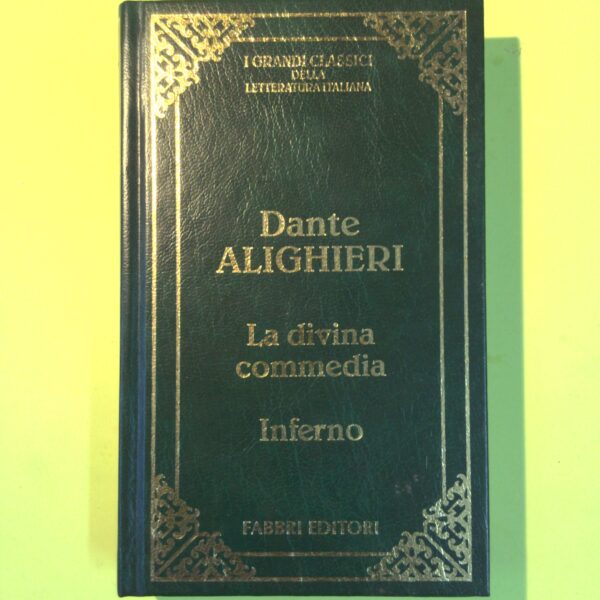 I GRANDI CLASSICI
DELLA
LETTERATURA ITALIANA
Dante
ALIGHIERI
La divina
commedia
Inferno
FABBRI EDITORI